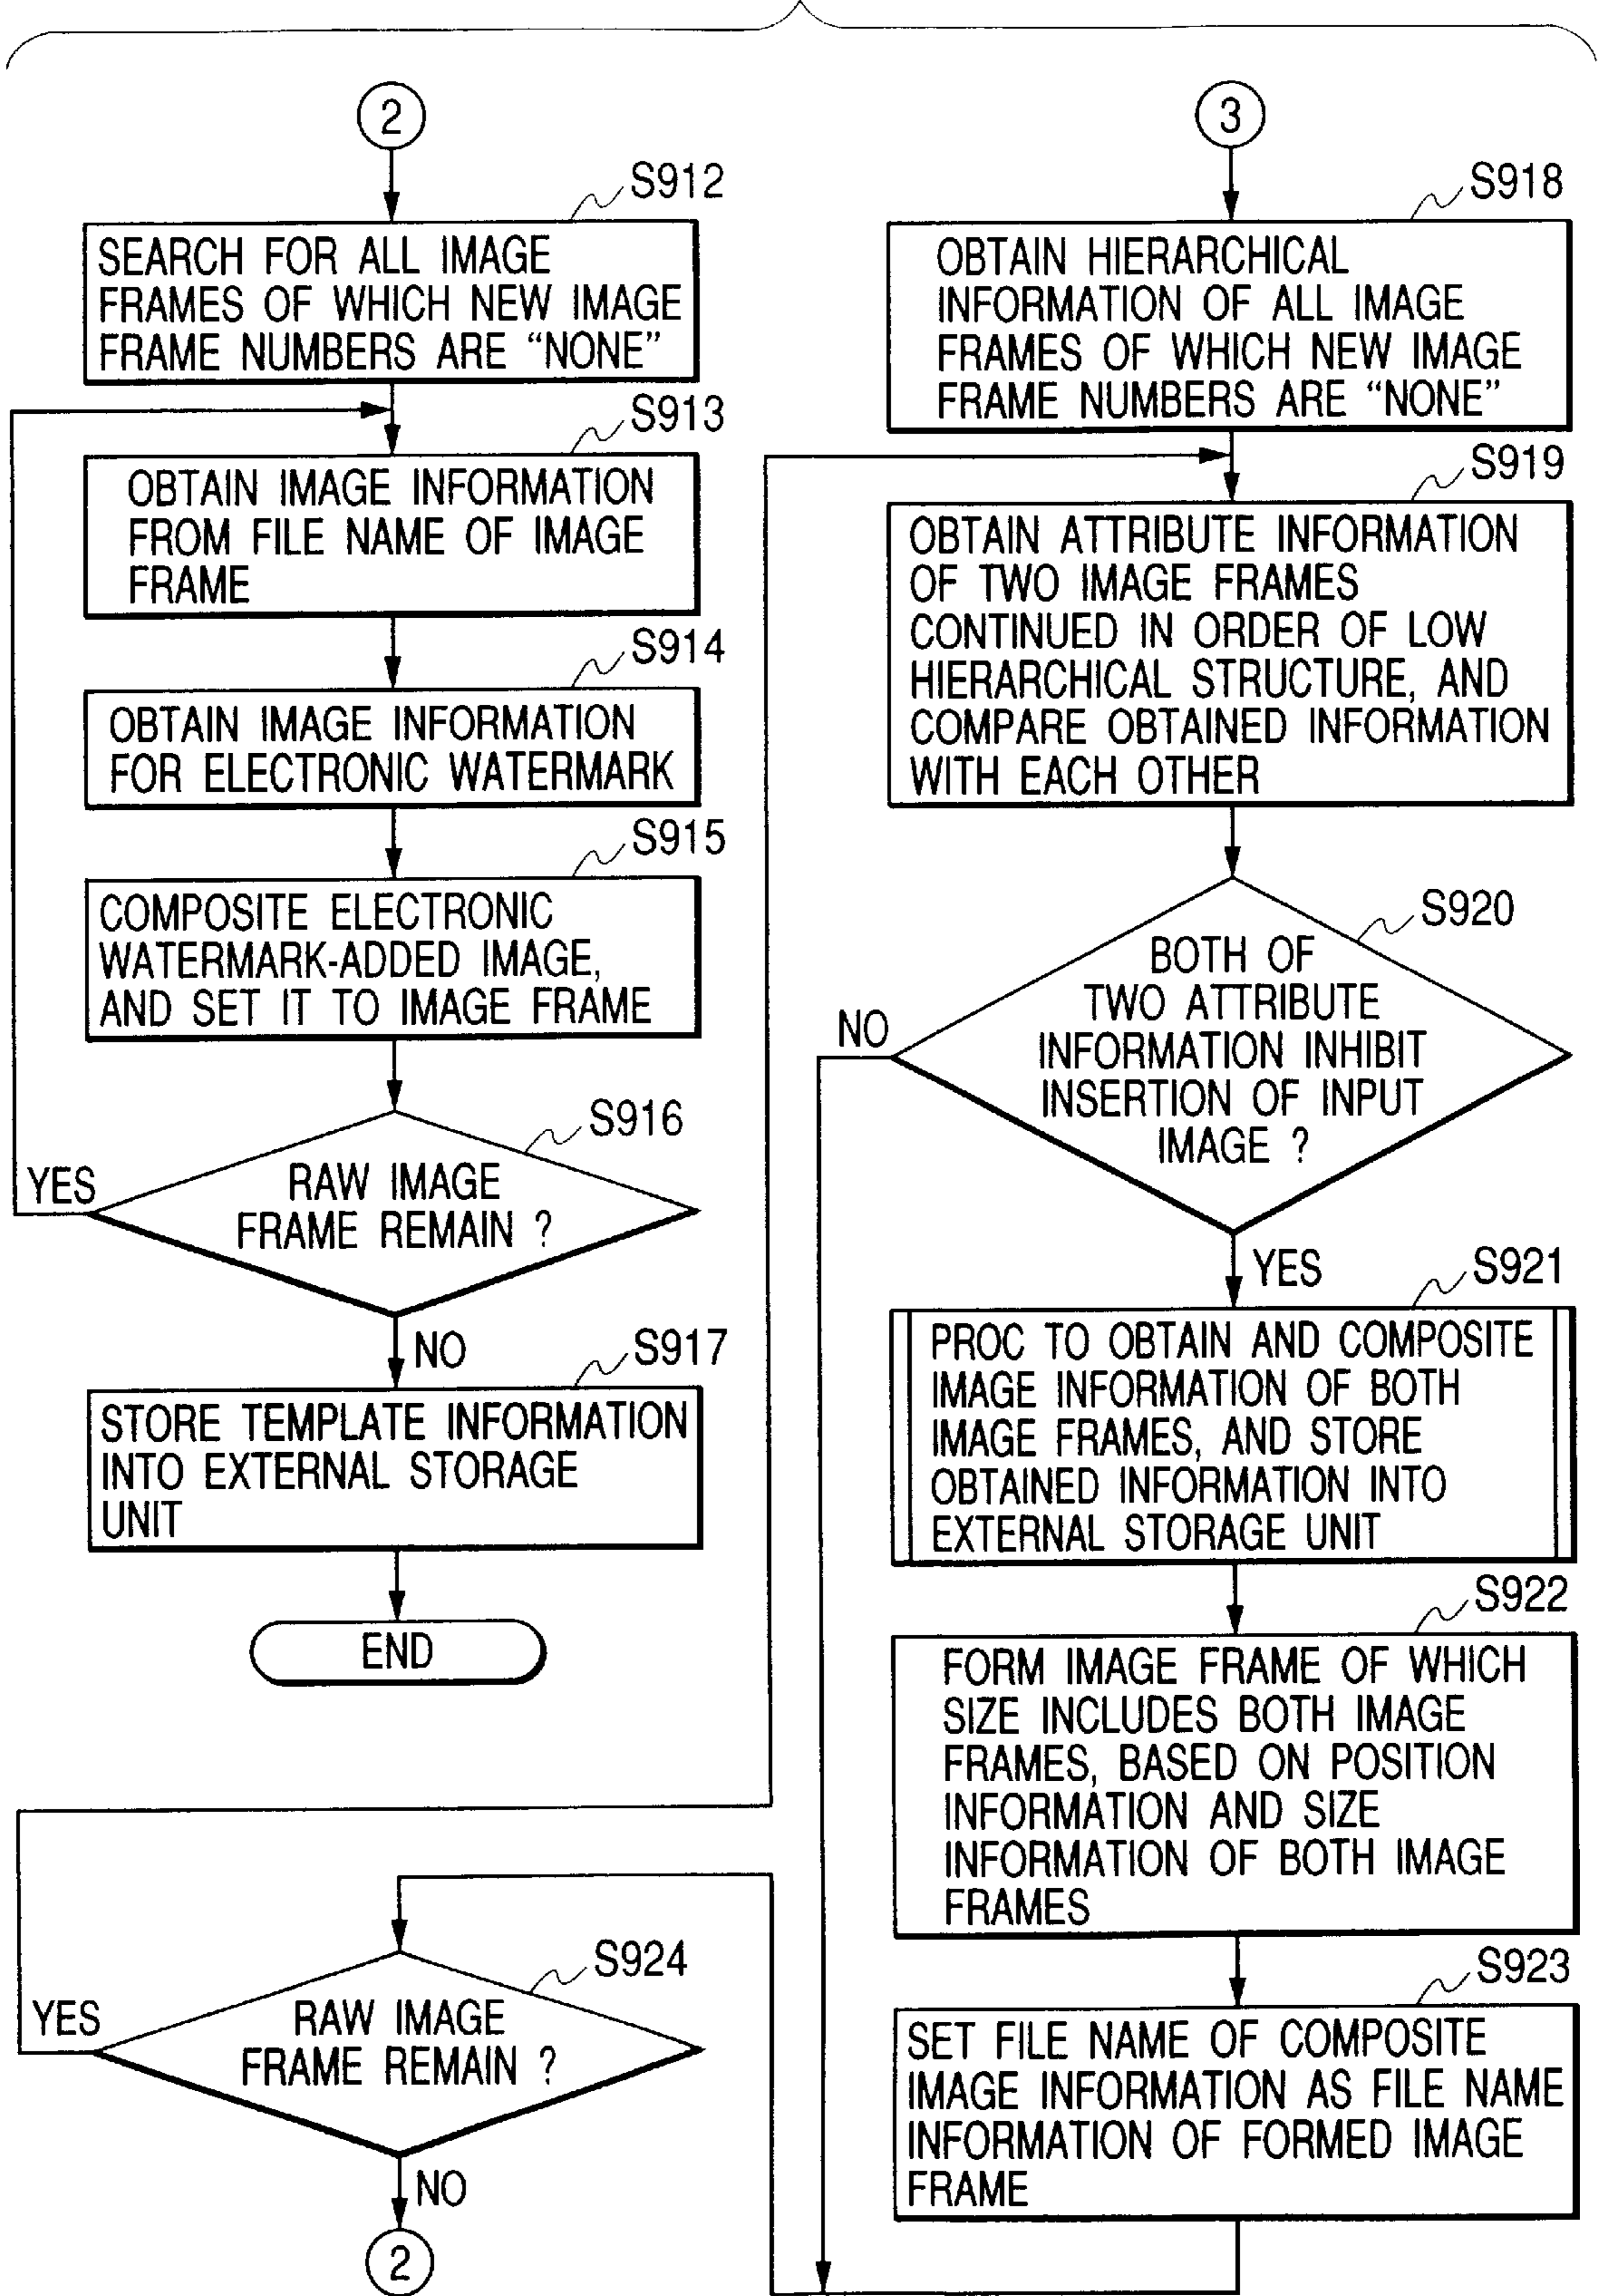 2
S912
SEARCH FOR ALL IMAGE
FRAMES OF WHICH NEW IMAGE
FRAME NUMBERS ARE “NONE”
S913
OBTAIN IMAGE INFORMATION
FROM FILE NAME OF IMAGE
FRAME
S914
OBTAIN IMAGE INFORMATION
FOR ELECTRONIC WATERMARK
S915
COMPOSITE ELECTRONIC
WATERMARK-ADDED IMAGE,
AND SET IT TO IMAGE FRAME
S916
RAW IMAGE
FRAME REMAIN ?
YES
NO
S917
STORE TEMPLATE INFORMATION
INTO EXTERNAL STORAGE
UNIT
END
3
S918
OBTAIN HIERARCHICAL
INFORMATION OF ALL IMAGE
FRAMES OF WHICH NEW IMAGE
FRAME NUMBERS ARE “NONE”
S919
OBTAIN ATTRIBUTE INFORMATION
OF TWO IMAGE FRAMES
CONTINUED IN ORDER OF LOW
HIERARCHICAL STRUCTURE, AND
COMPARE OBTAINED INFORMATION
WITH EACH OTHER
S920
BOTH OF
TWO ATTRIBUTE
INFORMATION INHIBIT
INSERTION OF INPUT
IMAGE ?
NO
YES
S921
PROC TO OBTAIN AND COMPOSITE
IMAGE INFORMATION OF BOTH
IMAGE FRAMES, AND STORE
OBTAINED INFORMATION INTO
EXTERNAL STORAGE UNIT
S922
FORM IMAGE FRAME OF WHICH
SIZE INCLUDES BOTH IMAGE
FRAMES, BASED ON POSITION
INFORMATION AND SIZE
INFORMATION OF BOTH IMAGE
FRAMES
S923
SET FILE NAME OF COMPOSITE
IMAGE INFORMATION AS FILE NAME
INFORMATION OF FORMED IMAGE
FRAME
S924
RAW IMAGE
FRAME REMAIN ?
YES
NO
2